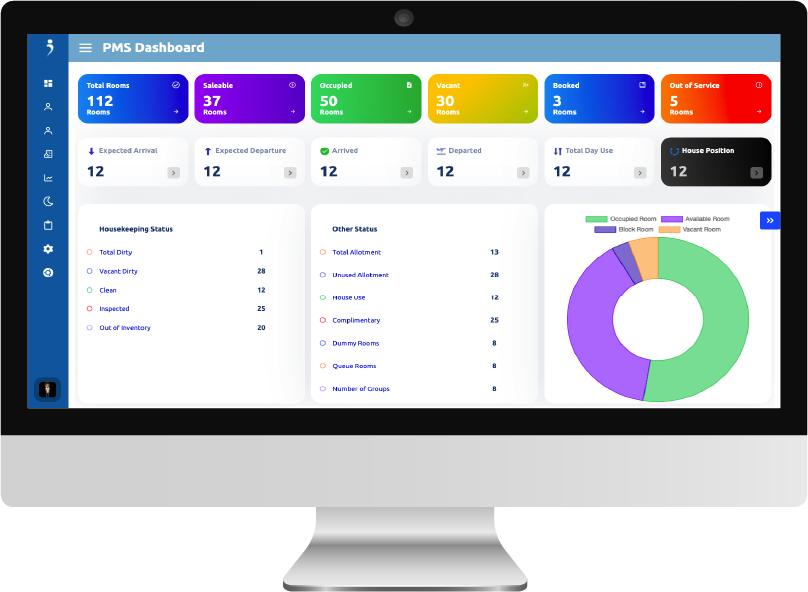 PMS Dashboard
Total Rooms
112
Rooms
Saleable
37
Rooms
Occupied
50
Rooms
Vacant
30
Rooms
Booked
3
Rooms
Out of Service
5
Rooms
Expected Arrival
12
Expected Departure
12
Arrived
12
Departed
12
Total Day Use
12
House Position
12
Housekeeping Status
Total Dirty 1
Vacant Dirty 28
Clean 12
Inspected 25
Out of Inventory 20
Other Status
Total Allotment 13
Unused Allotment 28
House Use 12
Complimentary 25
Dummy Rooms 8
Queue Rooms 8
Number of Groups 8
Occupied Room Available Room
Block Room Vacant Room